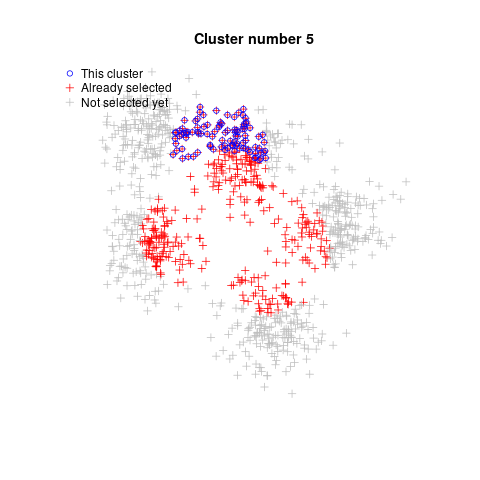 Cluster number 5
This cluster
Already selected
Not selected yet